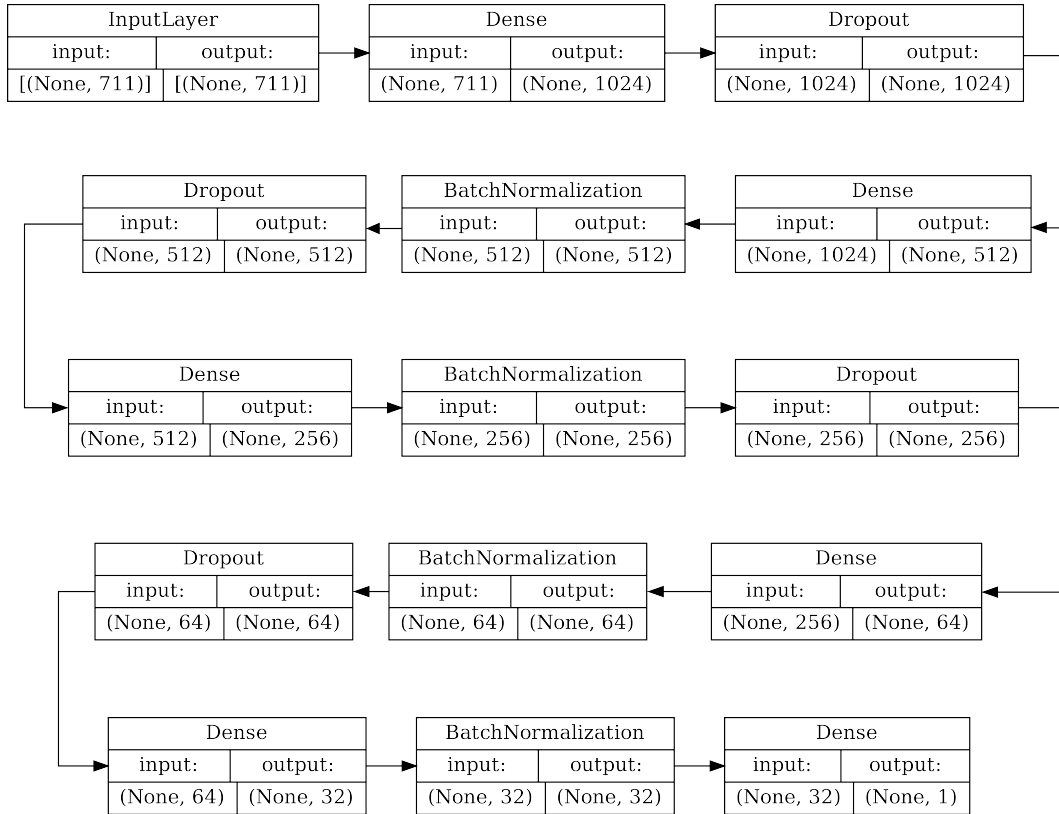 InputLayer Dense Dropout
input: output: input: output: input: output:
[(None, 711)] [(None, 711)] (None, 711) (None, 1024) (None, 1024) (None, 1024)
Dropout BatchNormalization Dense
input: output: input: output: input: output:
(None, 512) (None, 512) (None, 512) (None, 512) (None, 1024) (None, 512)
Dense BatchNormalization Dropout
input: output: input: output: input: output:
(None, 512) (None, 256) (None, 256) (None, 256) (None, 256) (None, 256)
Dropout BatchNormalization Dense
input: output: input: output: input: output:
(None, 64) (None, 64) (None, 64) (None, 64) (None, 256) (None, 64)
Dense BatchNormalization Dense
input: output: input: output: input: output:
(None, 64) (None, 32) (None, 32) (None, 32) (None, 32) (None, 1)